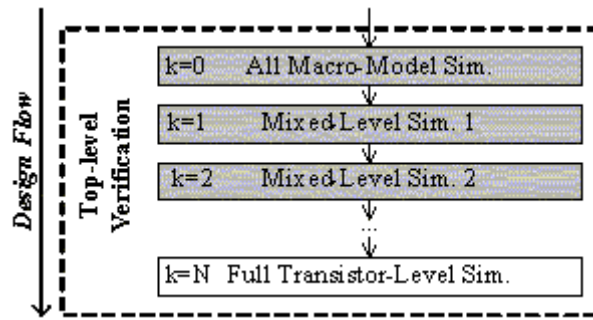 Design Flow
Top-level
Verification
k=0 All Macro-Model Sim.
k=1 Mixed-Level Sim. 1
k=2 Mixed-Level Sim. 2
...
k=N Full Transistor-Level Sim.